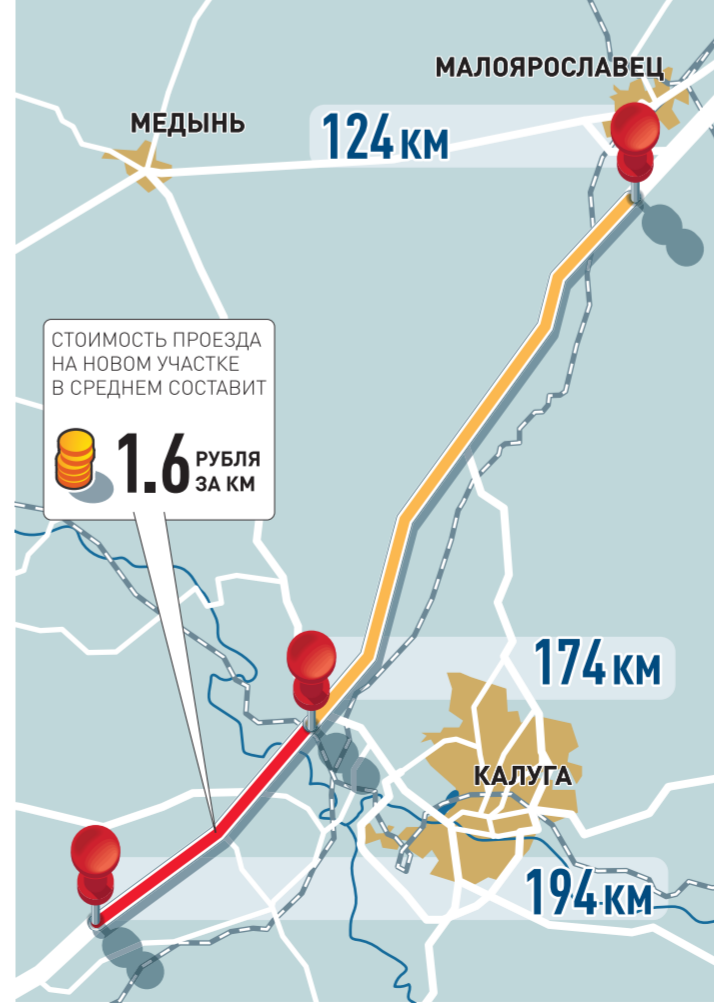 МАЛОЯРОСЛАВЕЦ
МЕДЫНЬ
124 КМ
СТОИМОСТЬ ПРОЕЗДА
НА НОВОМ УЧАСТКЕ
В СРЕДНЕМ СОСТАВИТ
1.6 РУБЛЯ
ЗА КМ
174 КМ
КАЛУГА
194 КМ